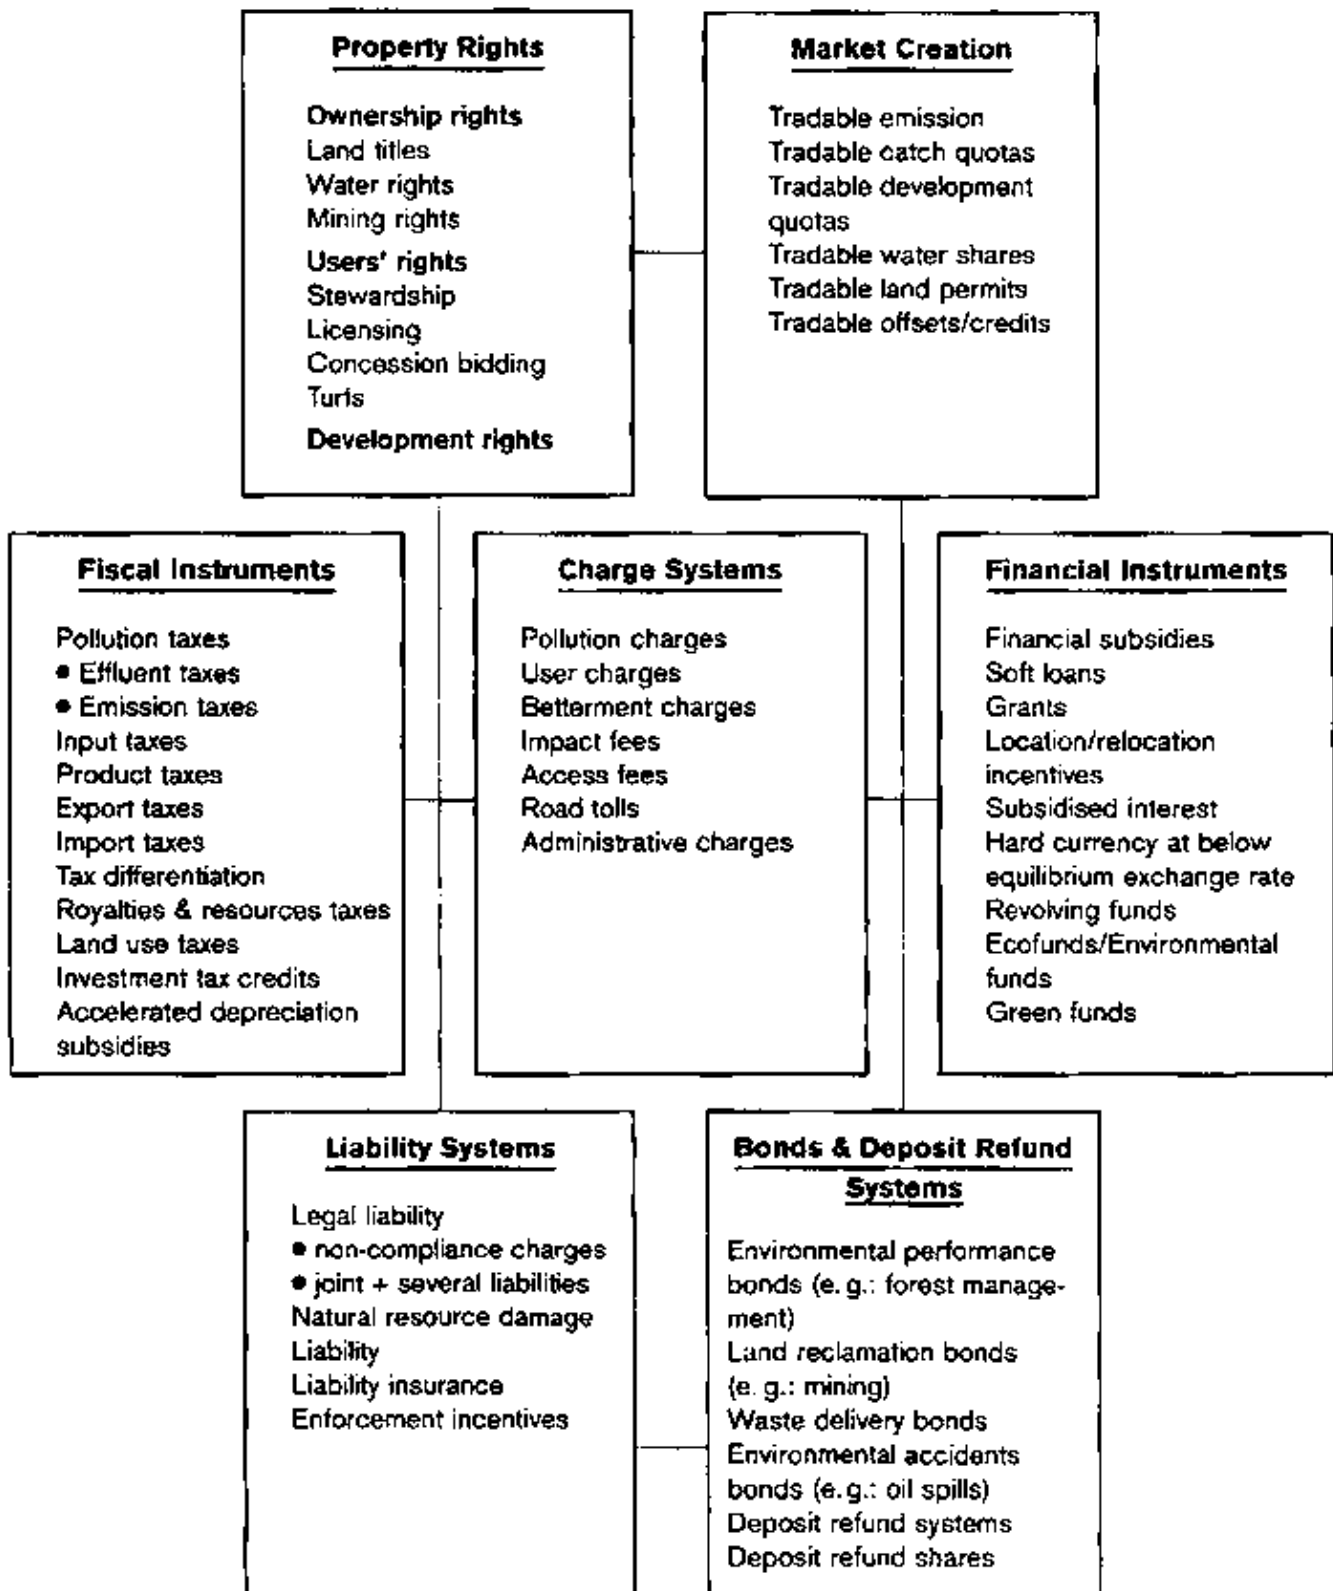 Property Rights
Ownership rights
Land titles
Water rights
Mining rights
Users' rights
Stewardship
Licensing
Concession bidding
Turfs
Development rights
Market Creation
Tradable emission
Tradable catch quotas
Tradable development
quotas
Tradable water shares
Tradable land permits
Tradable offsets/credits
Fiscal Instruments
Pollution taxes
● Effluent taxes
● Emission taxes
Input taxes
Product taxes
Export taxes
Import taxes
Tax differentiation
Royalties & resources taxes
Land use taxes
Investment tax credits
Accelerated depreciation
subsidies
Charge Systems
Pollution charges
User charges
Betterment charges
Impact fees
Access fees
Road tolls
Administrative charges
Financial Instruments
Financial subsidies
Soft loans
Grants
Location/relocation
incentives
Subsidised interest
Hard currency at below
equilibrium exchange rate
Revolving funds
Ecofunds/Environmental
funds
Green funds
Liability Systems
Legal liability
● non-compliance charges
● joint + several liabilities
Natural resource damage
Liability
Liability insurance
Enforcement incentives
Bonds & Deposit Refund
Systems
Environmental performance
bonds (e.g.: forest manage-
ment)
Land reclamation bonds
(e.g.: mining)
Waste delivery bonds
Environmental accidents
bonds (e.g.: oil spills)
Deposit refund systems
Deposit refund shares